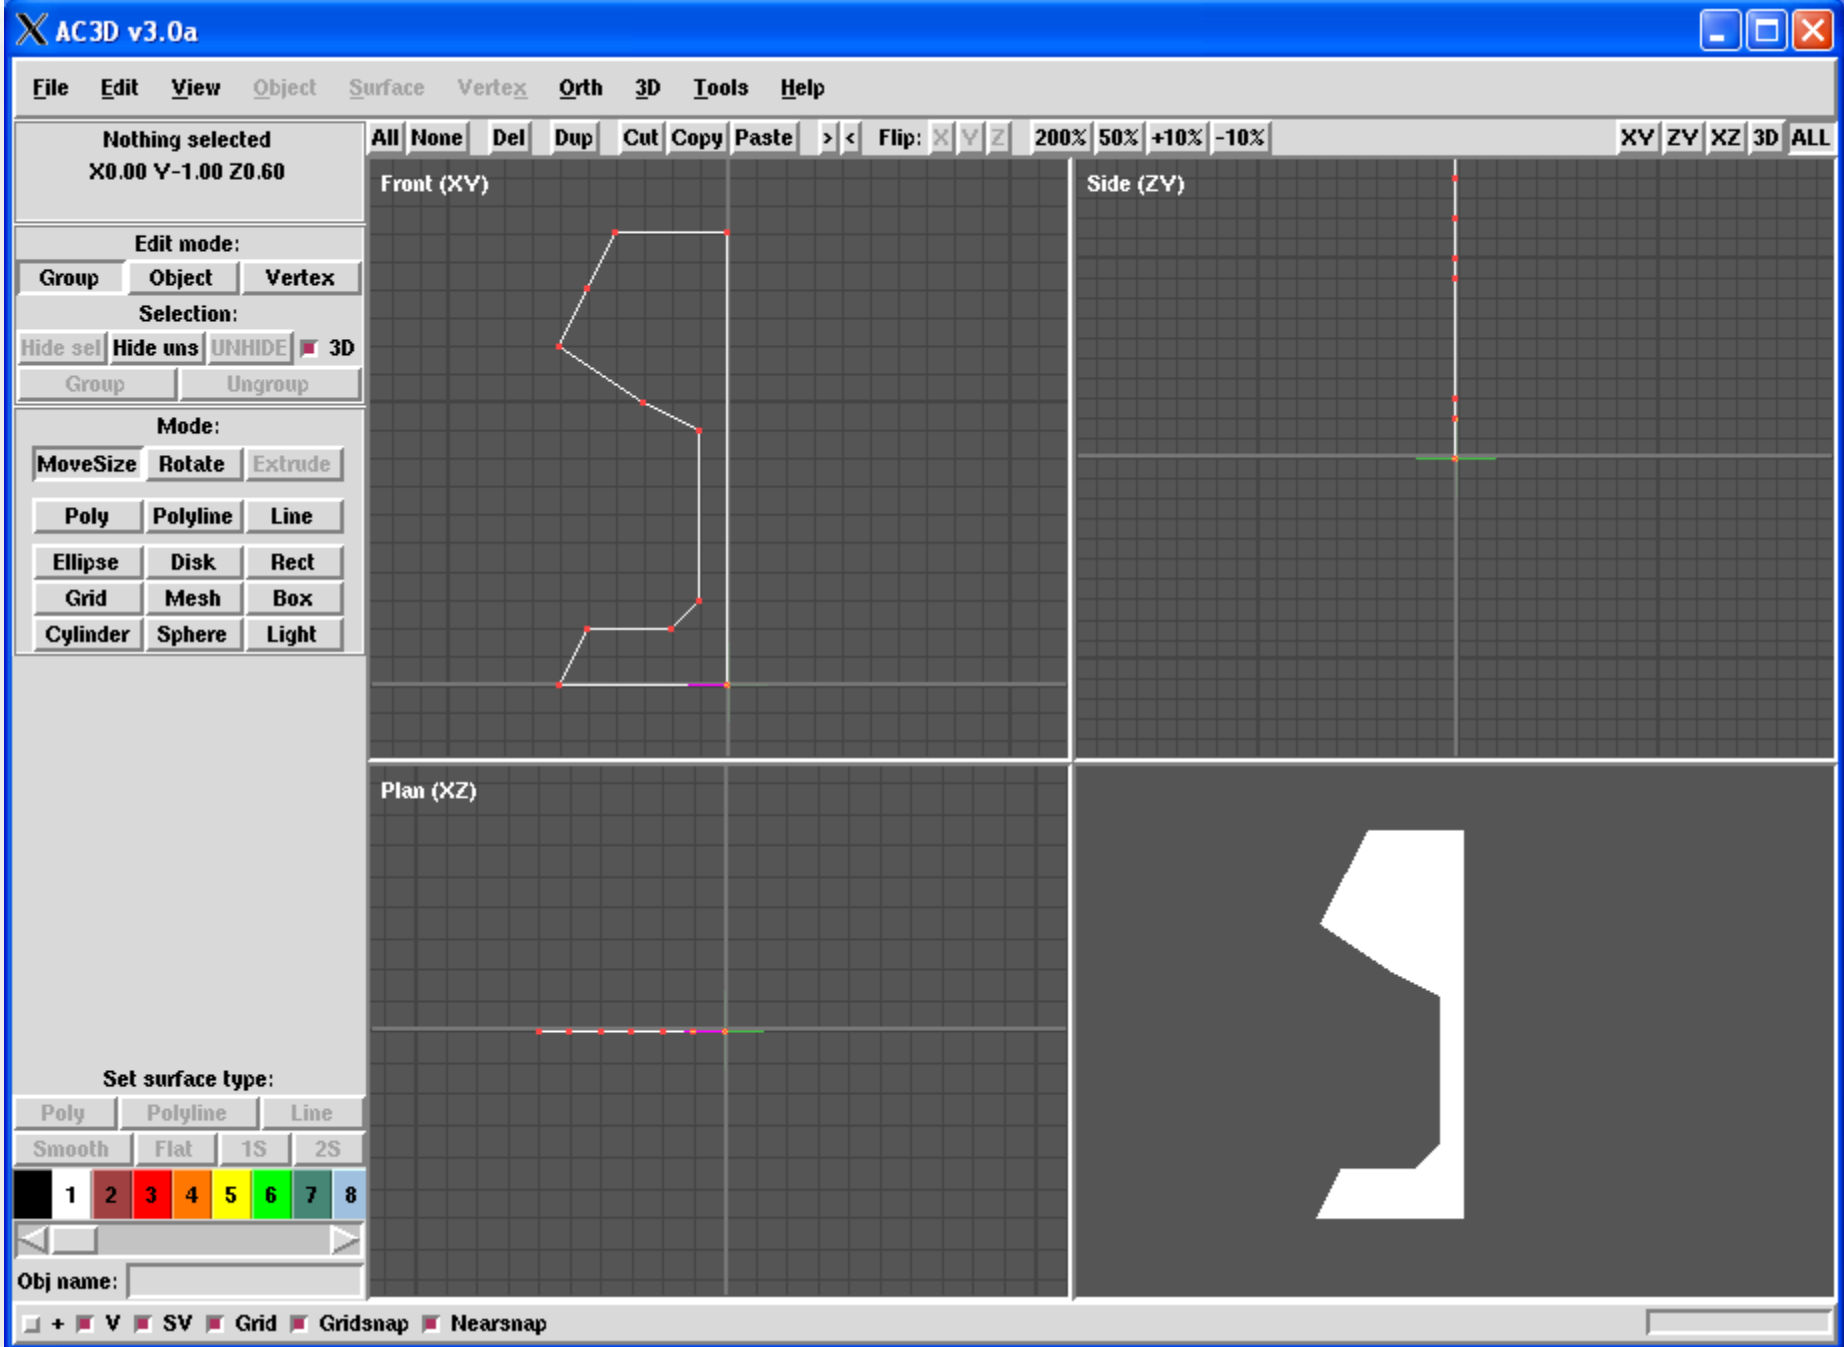 AC3D v3.0a
File Edit View Object Surface Vertex Orth 3D Tools Help
Nothing selected
X0.00 Y-1.00 Z0.60
All None Del Dup Cut Copy Paste > < Flip: X Y Z 200% 50% +10% -10% XY ZY XZ 3D ALL
Front (XY)
Side (ZY)
Edit mode:
Group Object Vertex
Selection:
Hide sel Hide uns UNHIDE 3D
Group Ungroup
Mode:
MoveSize Rotate Extrude
Poly Polyline Line
Ellipse Disk Rect
Grid Mesh Box
Cylinder Sphere Light
Plan (XZ)
Set surface type:
Poly Polyline Line
Smooth Flat 1S 2S
1 2 3 4 5 6 7 8
Obj name:
+ V SV Grid Gridsnap Nearsnap